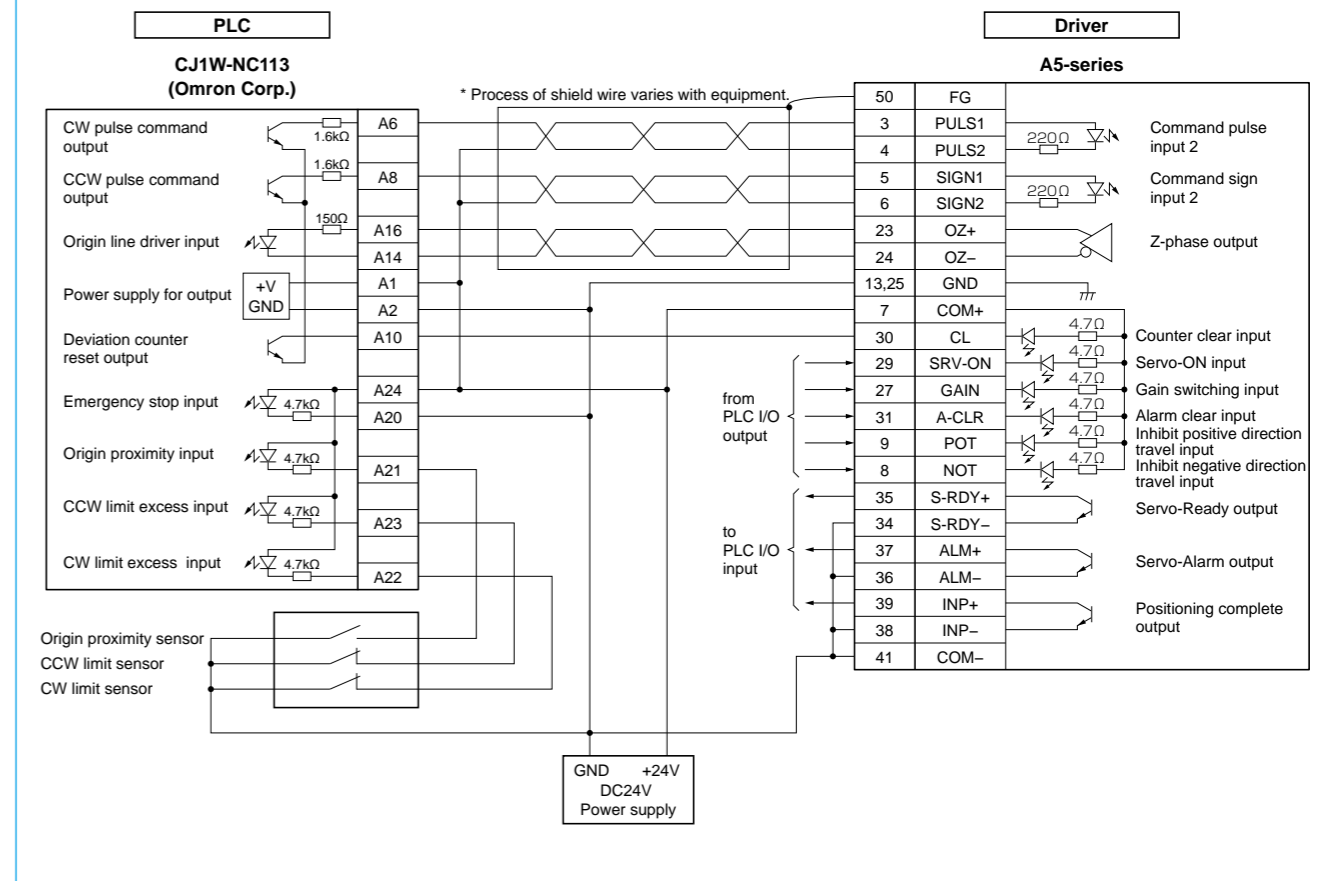 PLC
Driver
CJ1W-NC113
(Omron Corp.)
A5-series
* Process of shield wire varies with equipment.
CW pulse command
output
1.6kΩ
A6
CCW pulse command
output
1.6kΩ
A8
Origin line driver input
150Ω
A16
A14
Power supply for output
+V
GND
A1
A2
Deviation counter
reset output
A10
Emergency stop input
4.7kΩ
A24
A20
Origin proximity input
4.7kΩ
A21
CCW limit excess input
4.7kΩ
A23
CW limit excess input
4.7kΩ
A22
Origin proximity sensor
CCW limit sensor
CW limit sensor
GND +24V
DC24V
Power supply
from
PLC I/O
output
to
PLC I/O
input
50 FG
3 PULS1
4 PULS2
5 SIGN1
6 SIGN2
23 OZ+
24 OZ−
13,25 GND
7 COM+
30 CL
29 SRV-ON
27 GAIN
31 A-CLR
9 POT
8 NOT
35 S-RDY+
34 S-RDY−
37 ALM+
36 ALM−
39 INP+
38 INP−
41 COM−
220Ω
Command pulse
input 2
220Ω
Command sign
input 2
Z-phase output
4.7Ω
Counter clear input
4.7Ω
Servo-ON input
4.7Ω
Gain switching input
4.7Ω
Alarm clear input
4.7Ω
Inhibit positive direction
travel input
4.7Ω
Inhibit negative direction
travel input
Servo-Ready output
Servo-Alarm output
Positioning complete
output